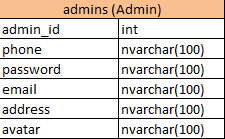 admins (Admin)
admin_id int
phone nvarchar(100)
password nvarchar(100)
email nvarchar(100)
address nvarchar(100)
avatar nvarchar(100)